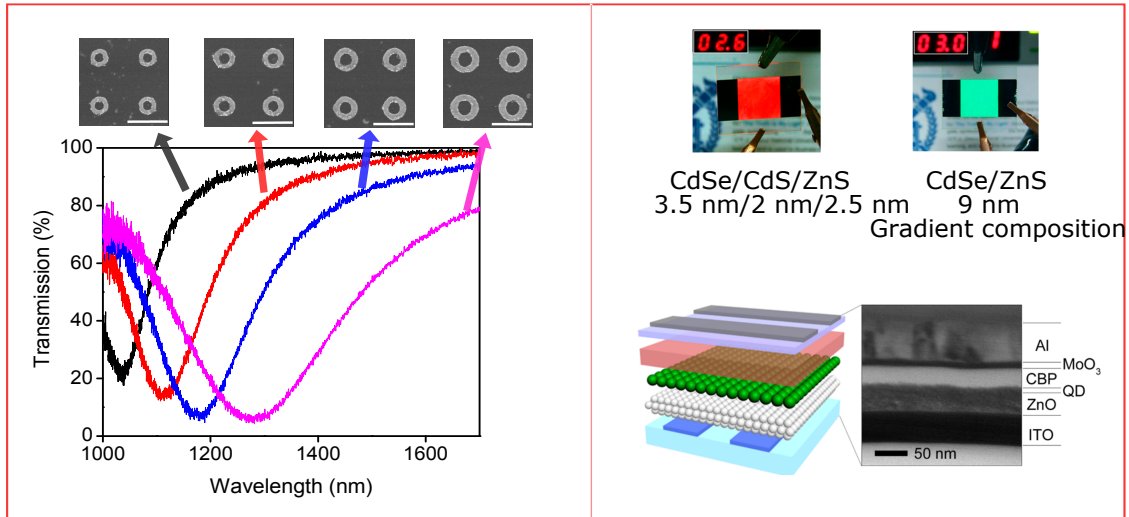 100
80
60
40
20
0
Transmission (%)
1000
1200
1400
1600
Wavelength (nm)
02.6
03.0
1
CdSe/CdS/ZnS
3.5 nm/2 nm/2.5 nm
CdSe/ZnS
9 nm
Gradient composition
Al
MoO3
CBP
QD
ZnO
ITO
50 nm